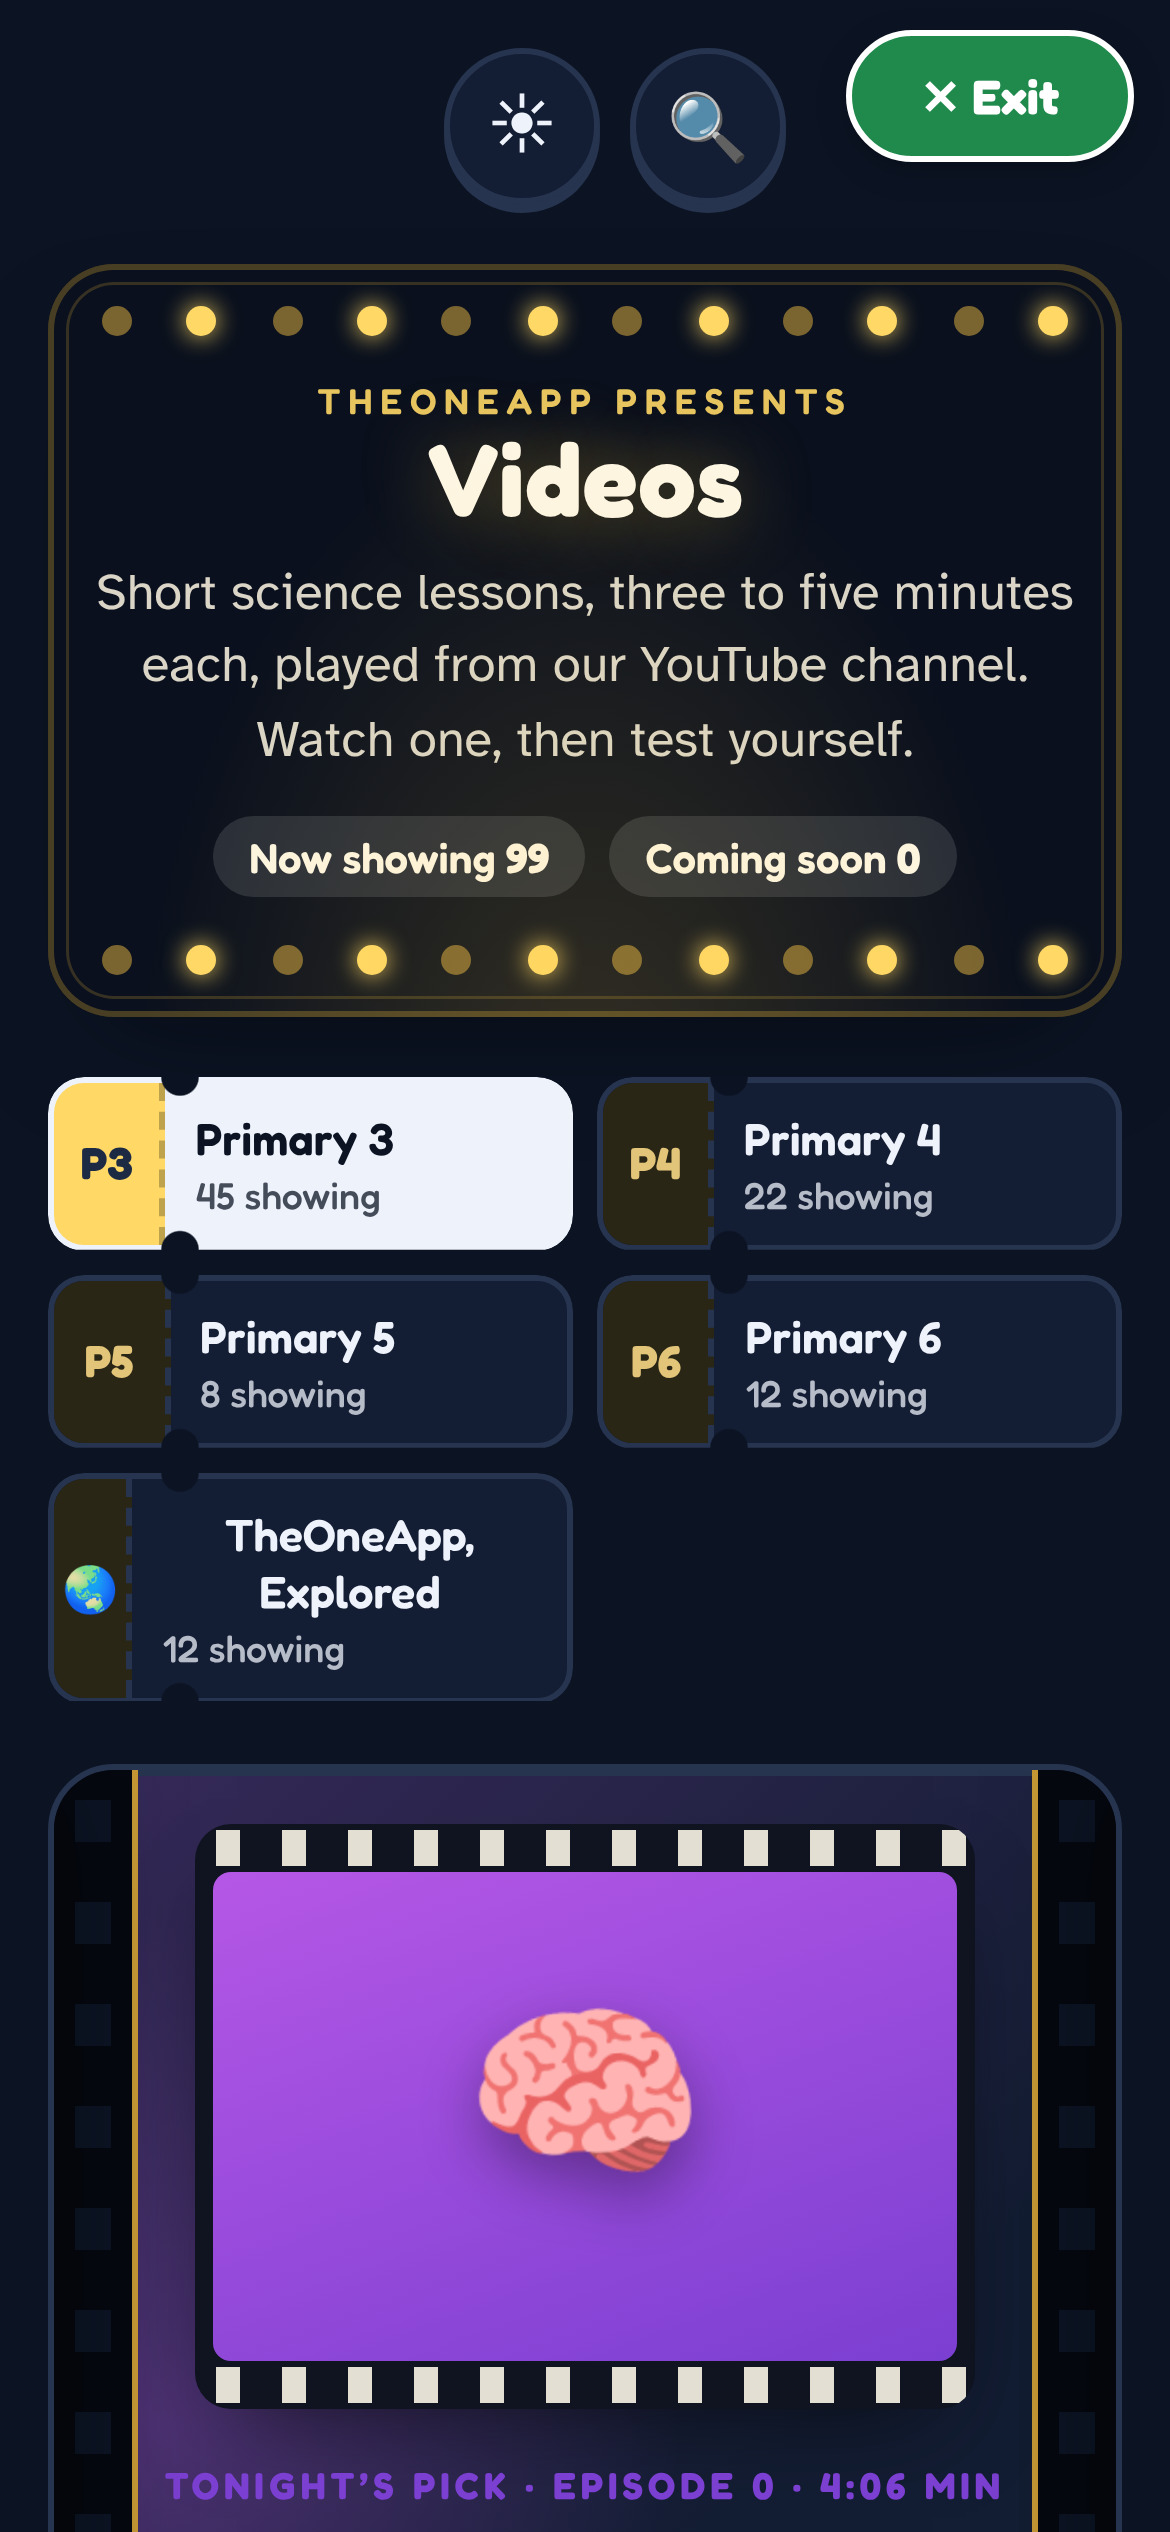 ✕ Exit
THEONEAPP PRESENTS
Videos
Short science lessons, three to five minutes
each, played from our YouTube channel.
Watch one, then test yourself.
Now showing 99
Coming soon 0
P3
Primary 3
45 showing
P4
Primary 4
22 showing
P5
Primary 5
8 showing
P6
Primary 6
12 showing
TheOneApp,
Explored
12 showing
TONIGHT’S PICK · EPISODE 0 · 4:06 MIN